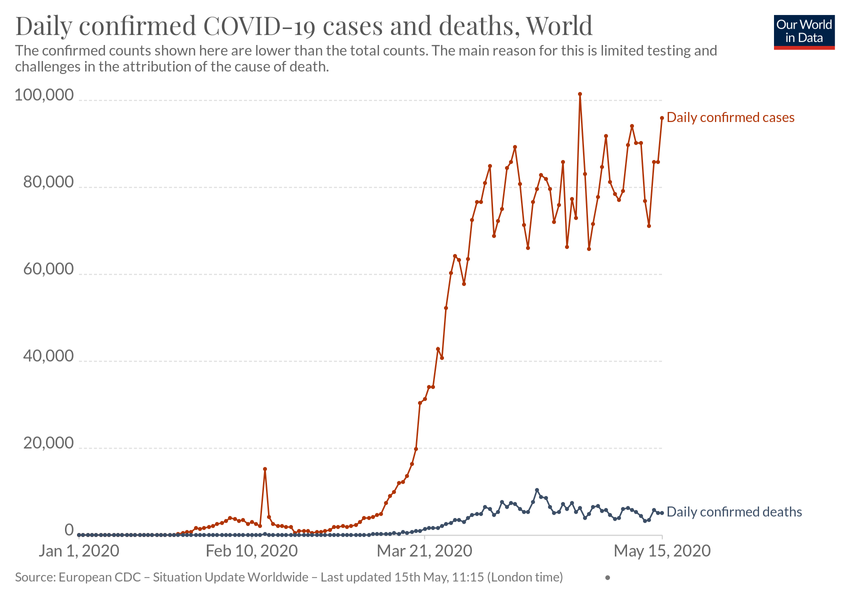 Daily confirmed COVID-19 cases and deaths, World
Our World
in Data
The confirmed counts shown here are lower than the total counts. The main reason for this is limited testing and
challenges in the attribution of the cause of death.
100,000
Daily confirmed cases
80,000
60,000
40,000
20,000
Daily confirmed deaths
0
Jan 1, 2020
Feb 10, 2020
Mar 21, 2020
May 15, 2020
Source: European CDC – Situation Update Worldwide – Last updated 15th May, 11:15 (London time)